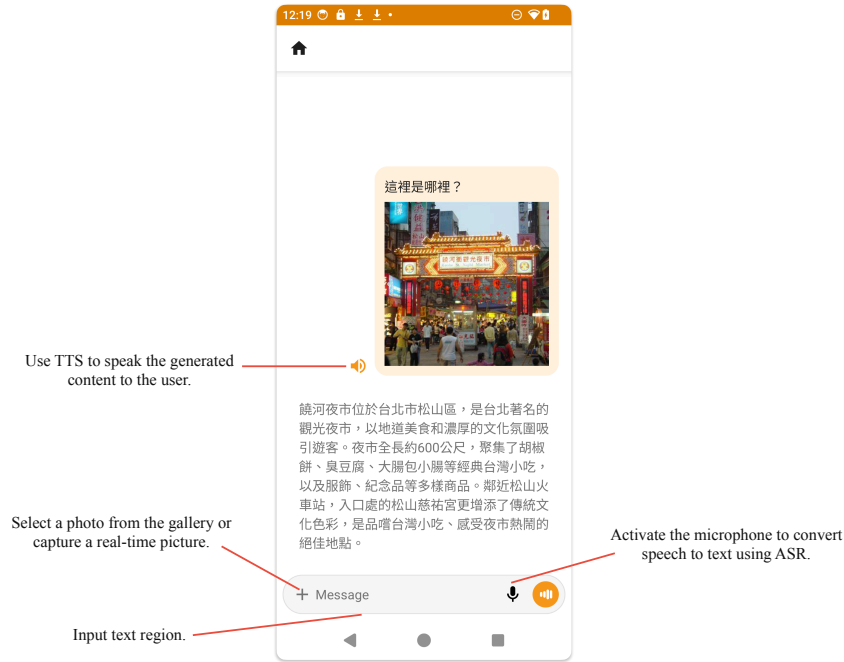 12:19
這裡是哪裡？
饒河街觀光夜市
Use TTS to speak the generated
content to the user.
饒河夜市位於台北市松山區，是台北著名的
觀光夜市，以地道美食和濃厚的文化氛圍吸
引遊客。夜市全長約600公尺，聚集了胡椒
餅、臭豆腐、大腸包小腸等經典台灣小吃，
以及服飾、紀念品等多樣商品。鄰近松山火
車站，入口處的松山慈祐宮更增添了傳統文
化色彩，是品嚐台灣小吃、感受夜市熱鬧的
絕佳地點。
Select a photo from the gallery or
capture a real-time picture.
Activate the microphone to convert
speech to text using ASR.
Message
Input text region.